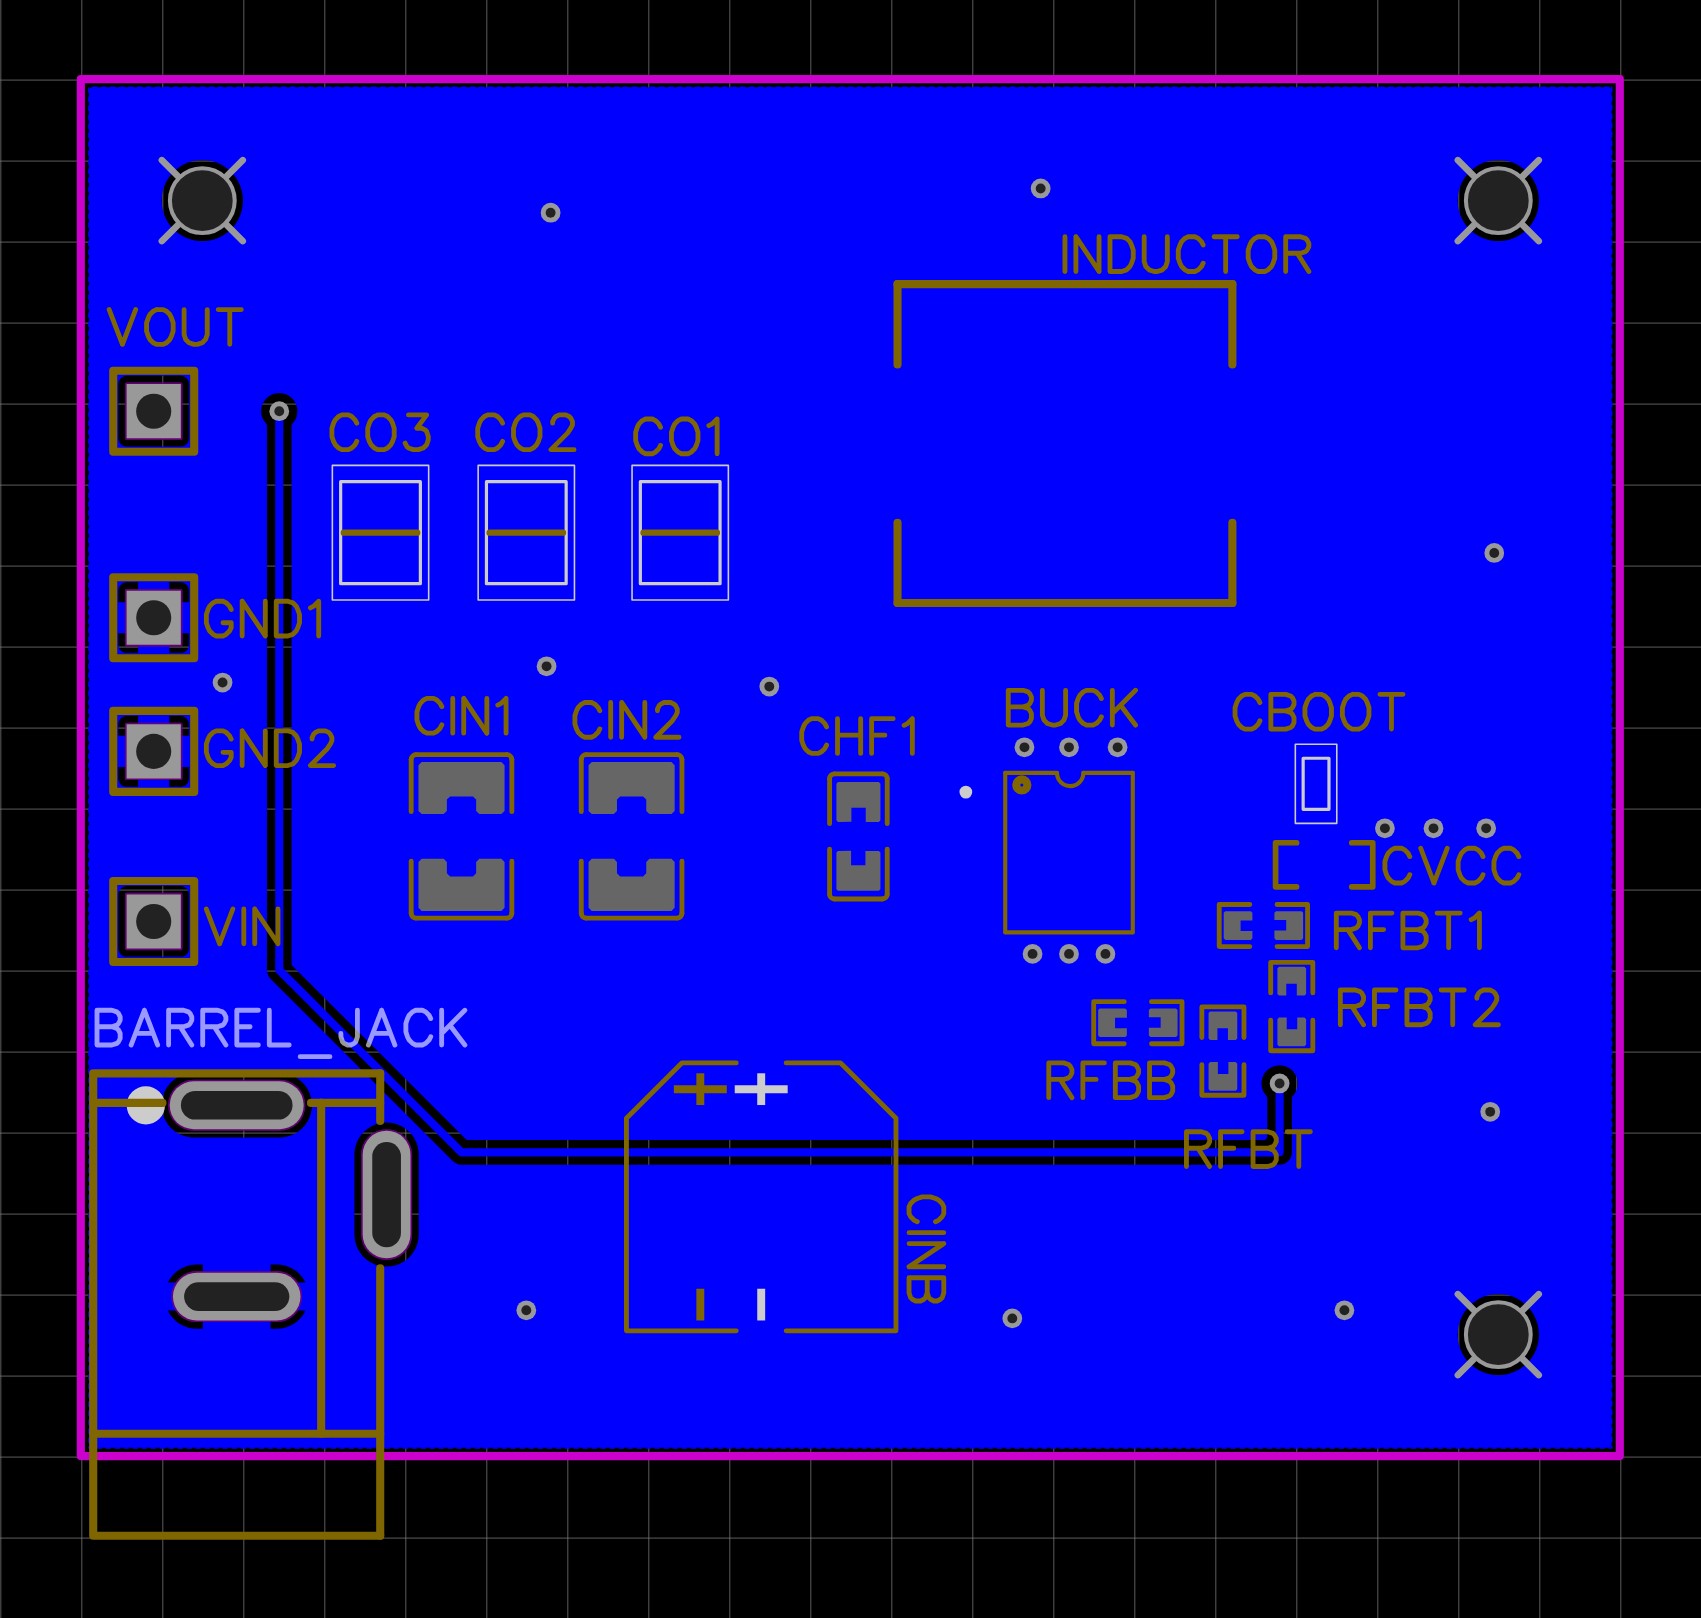 INDUCTOR
VOUT
CO3
CO2
CO1
GND1
GND2
CIN1
CIN2
CHF1
BUCK
CBOOT
CVCC
VIN
RFBT1
RFBT2
BARREL_JACK
RFBB
RFBT
CINB